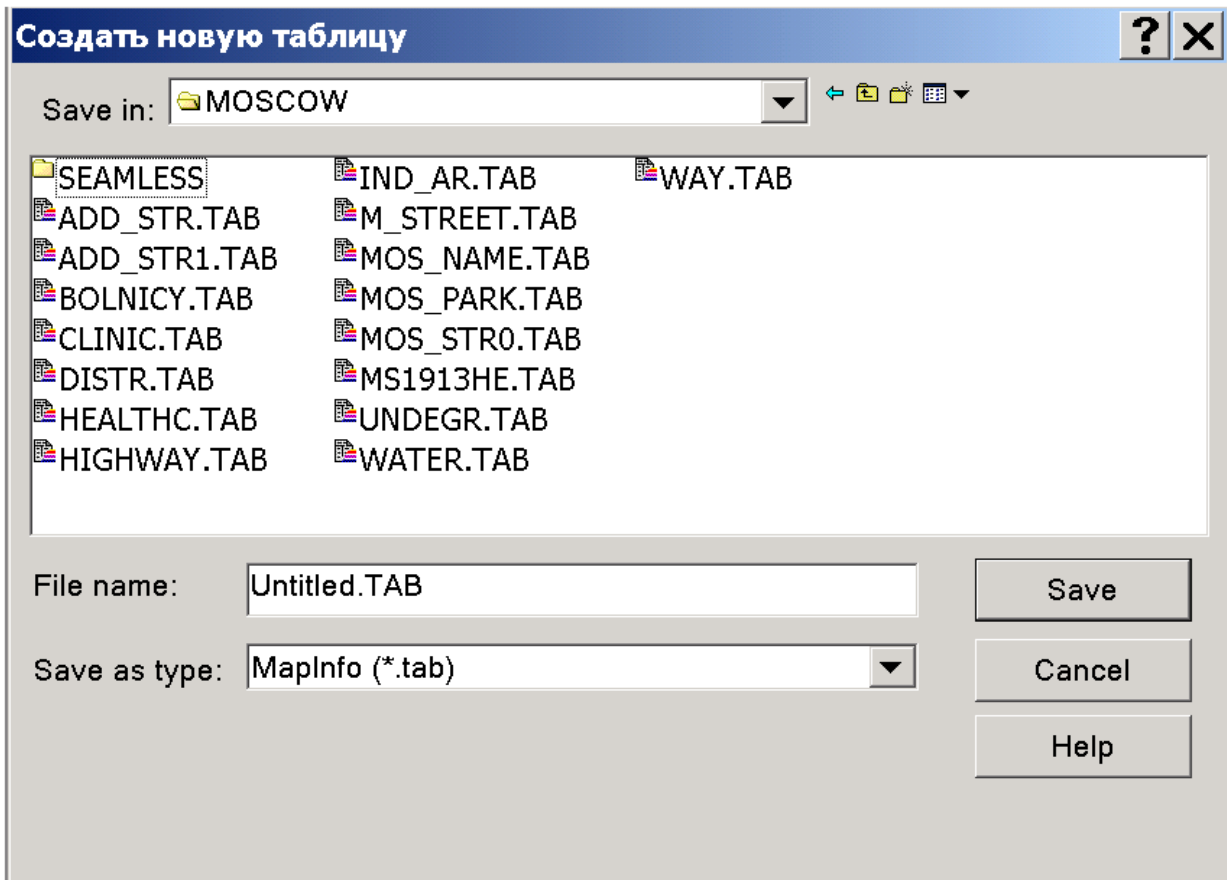 Создать новую таблицу
Save in: MOSCOW
SEAMLESS IND_AR.TAB WAY.TAB
ADD_STR.TAB M_STREET.TAB
ADD_STR1.TAB MOS_NAME.TAB
BOLNICY.TAB MOS_PARK.TAB
CLINIC.TAB MOS_STR0.TAB
DISTR.TAB MS1913HE.TAB
HEALTHC.TAB UNDEGR.TAB
HIGHWAY.TAB WATER.TAB
File name: Untitled.TAB Save
Save as type: MapInfo (*.tab) Cancel
Help